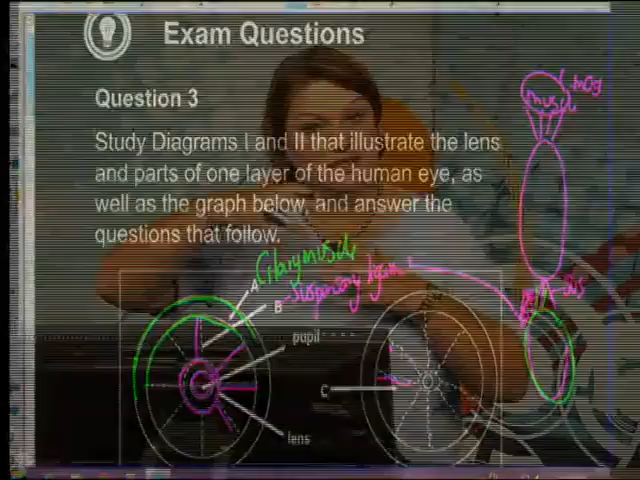 Exam Questions
Question 3
Study Diagrams I and II that illustrate the lens
and parts of one layer of the human eye, as
well as the graph below, and answer the
questions that follow.
A Ciliary muscle
B Suspensory
pupil
C
lens